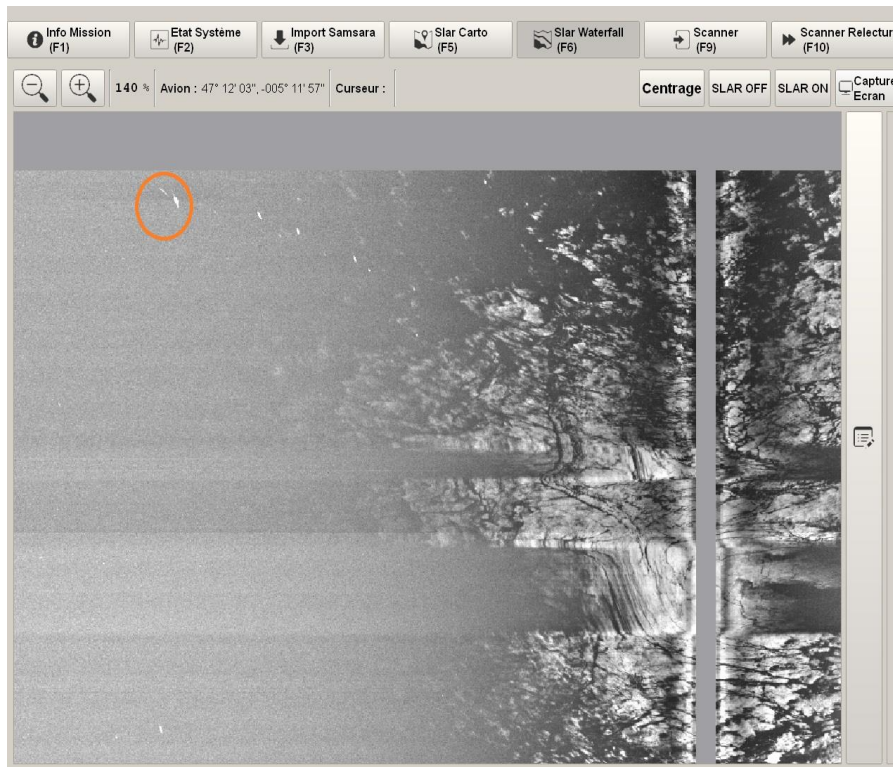 Info Mission
(F1)
Etat Système
(F2)
Import Samsara
(F3)
Slar Carto
(F5)
Slar Waterfall
(F6)
Scanner
(F9)
Scanner Relectur
(F10)
140 %
Avion : 47° 12' 03", -005° 11' 57"
Curseur :
Centrage
SLAR OFF
SLAR ON
Capture
Ecran